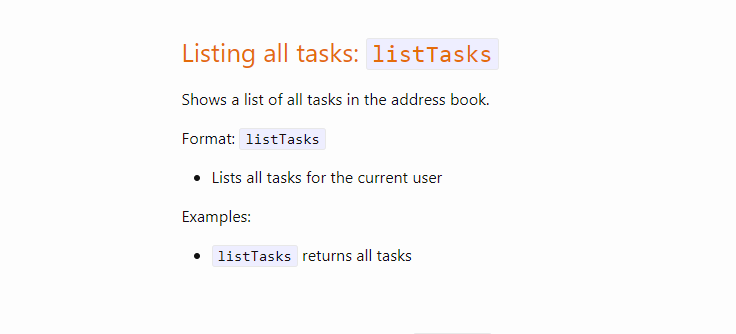 Listing all tasks: listTasks
Shows a list of all tasks in the address book.
Format: listTasks
Lists all tasks for the current user
Examples:
listTasks returns all tasks